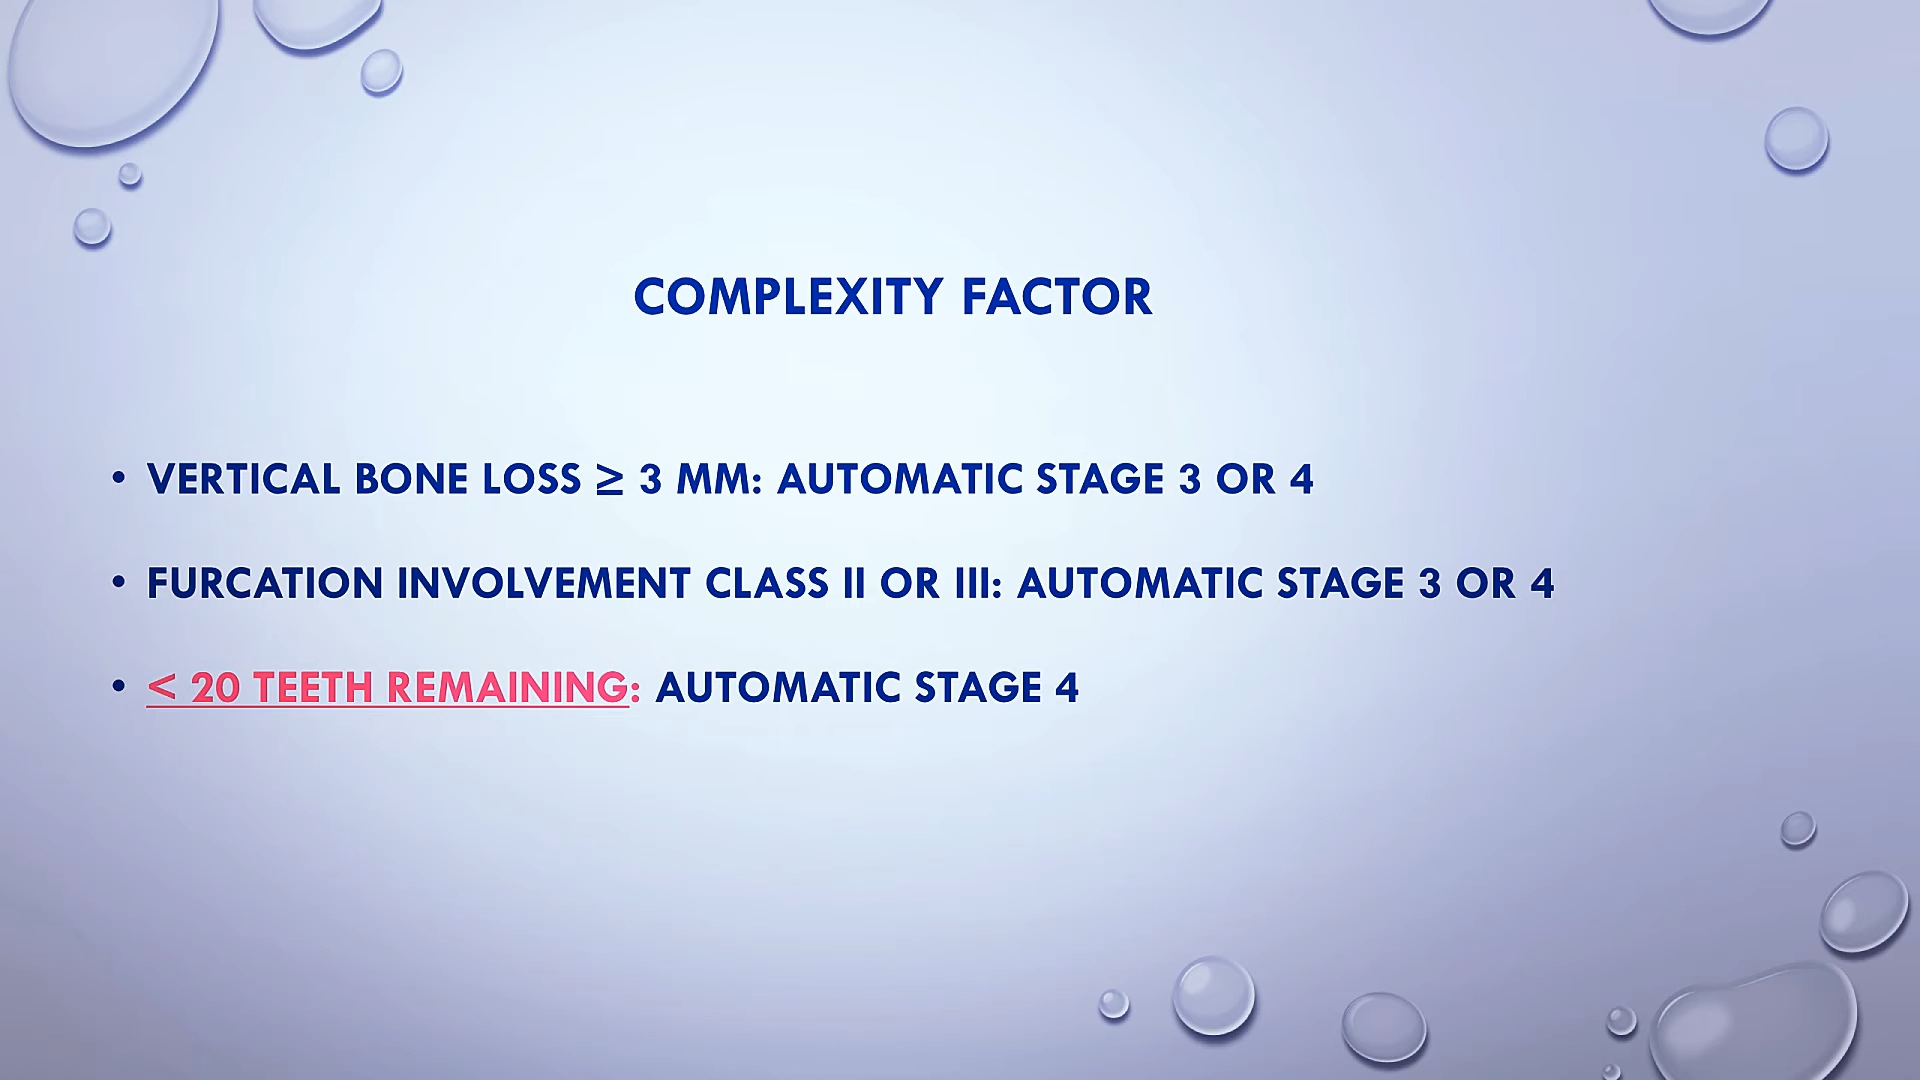 COMPLEXITY FACTOR
• VERTICAL BONE LOSS ≥ 3 MM: AUTOMATIC STAGE 3 OR 4
• FURCATION INVOLVEMENT CLASS II OR III: AUTOMATIC STAGE 3 OR 4
• < 20 TEETH REMAINING: AUTOMATIC STAGE 4